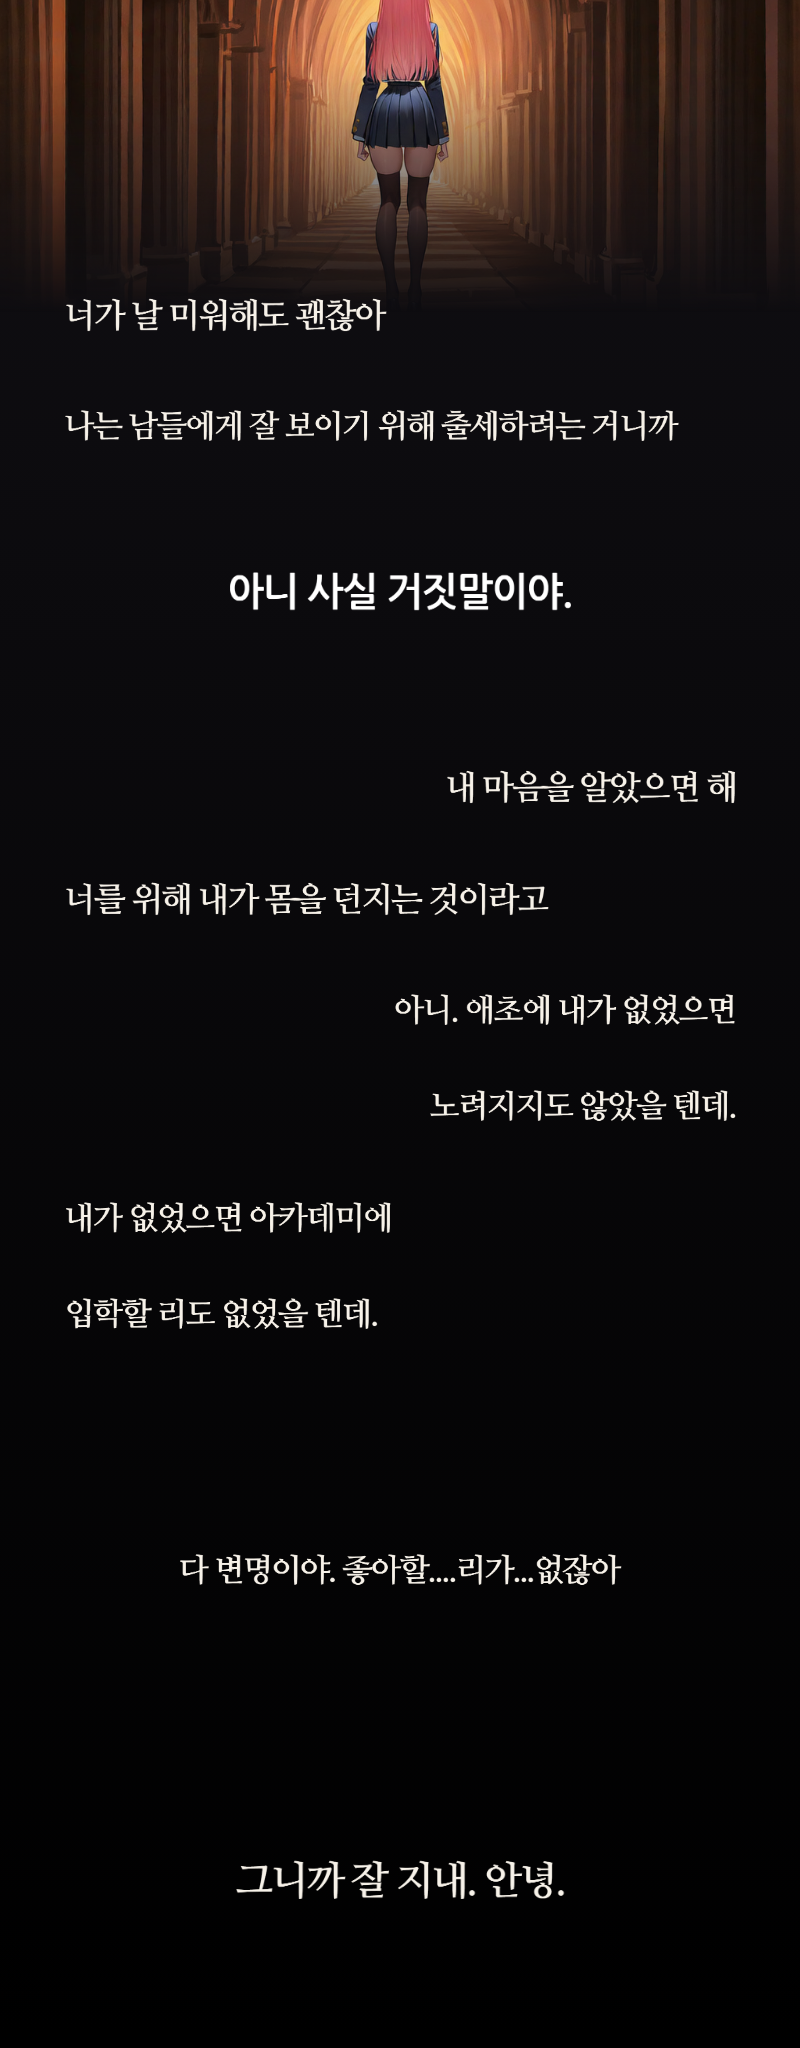 너가 날 미워해도 괜찮아
나는 남들에게 잘 보이기 위해 출세하려는 거니까
아니 사실 거짓말이야.
내 마음을 알았으면 해
너를 위해 내가 몸을 던지는 것이라고
아니. 애초에 내가 없었으면
노려지지도 않았을 텐데.
내가 없었으면 아카데미에
입학할 리도 없었을 텐데.
다 변명이야. 좋아할....리가...없잖아
그니까 잘 지내. 안녕.